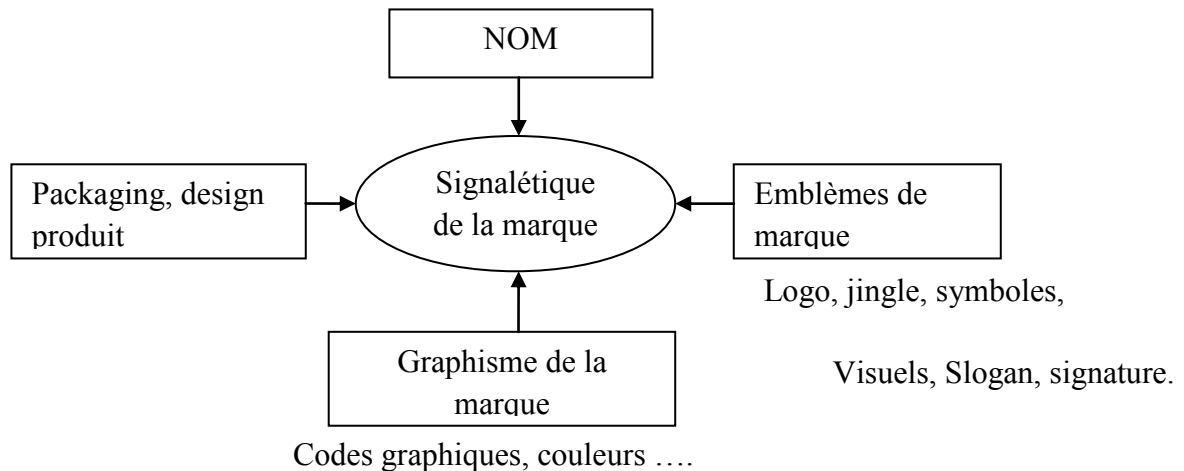 NOM
Packaging, design
produit
Signalétique
de la marque
Emblèmes de
marque
Logo, jingle, symboles,
Visuels, Slogan, signature.
Graphisme de la
marque
Codes graphiques, couleurs ….